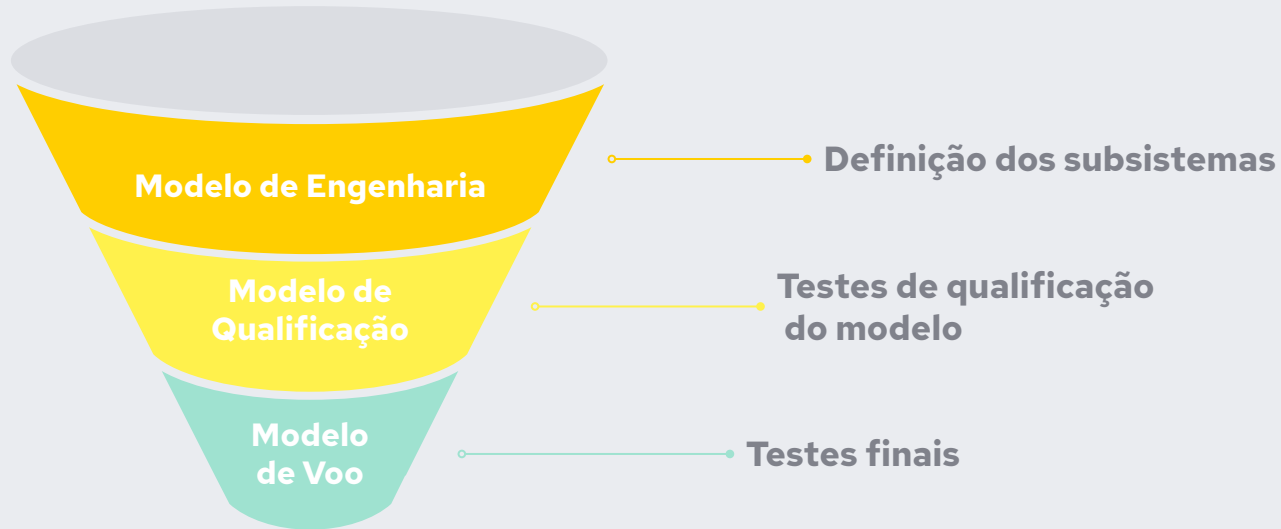 Modelo de Engenharia
Definição dos subsistemas
Modelo de
Qualificação
Testes de qualificação
do modelo
Modelo
de Voo
Testes finais